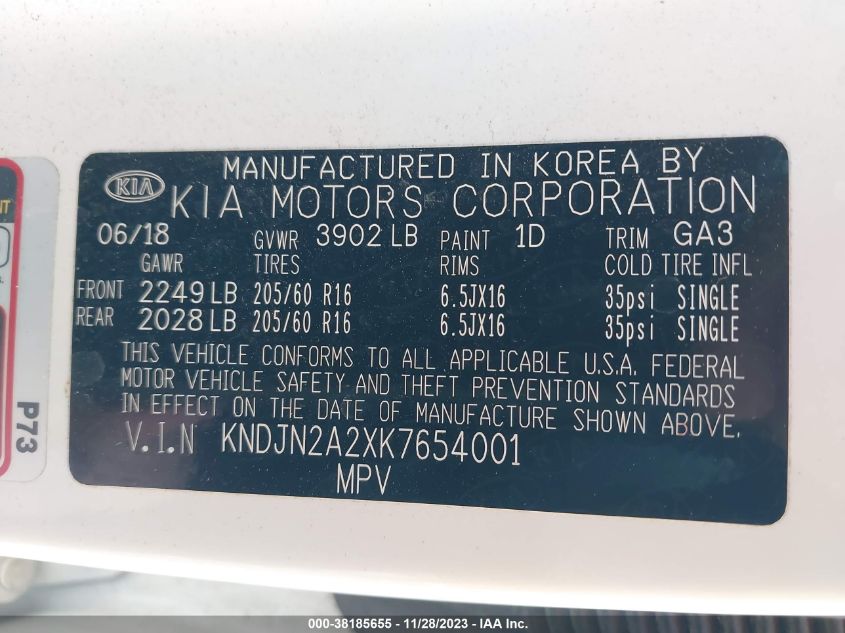 MANUFACTURED IN KOREA BY
KIA KIA MOTORS CORPORATION
06/18 GVWR 3902 LB PAINT 1D TRIM GA3
GAWR TIRES RIMS COLD TIRE INFL
FRONT 2249 LB 205/60 R16 6.5JX16 35psi SINGLE
REAR 2028 LB 205/60 R16 6.5JX16 35psi SINGLE
THIS VEHICLE CONFORMS TO ALL APPLICABLE U.S.A. FEDERAL
MOTOR VEHICLE SAFETY AND THEFT PREVENTION STANDARDS
IN EFFECT ON THE DATE OF MANUFACTURE SHOWN ABOVE.
V.I.N KNDJN2A2XK7654001
MPV
P73
000-38185655 | 11/28/2023 | © IAA Inc.